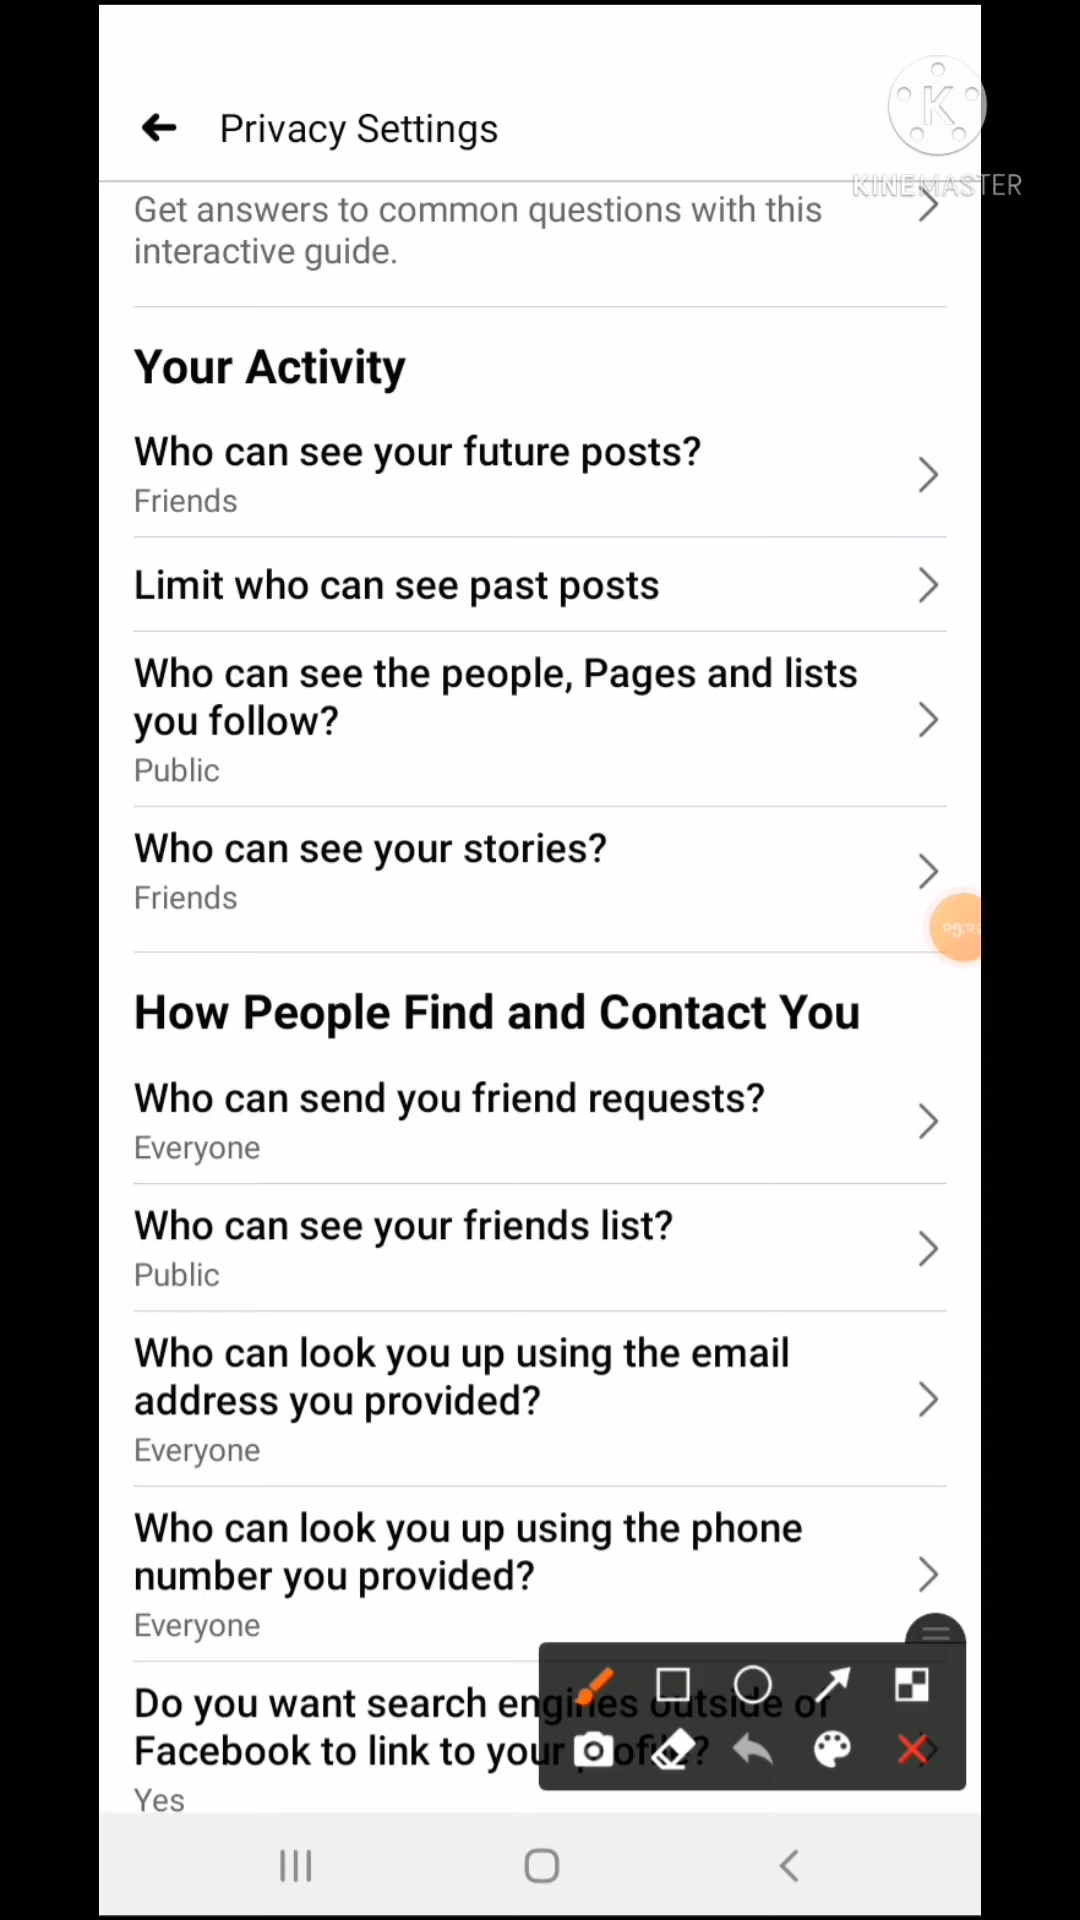 Privacy Settings
K
KINEMASTER
Get answers to common questions with this
interactive guide.
Your Activity
Who can see your future posts?
Friends
Limit who can see past posts
Who can see the people, Pages and lists
you follow?
Public
Who can see your stories?
Friends
How People Find and Contact You
Who can send you friend requests?
Everyone
Who can see your friends list?
Public
Who can look you up using the email
address you provided?
Everyone
Who can look you up using the phone
number you provided?
Everyone
Do you want search engines outside of
Facebook to link to your profile?
Yes